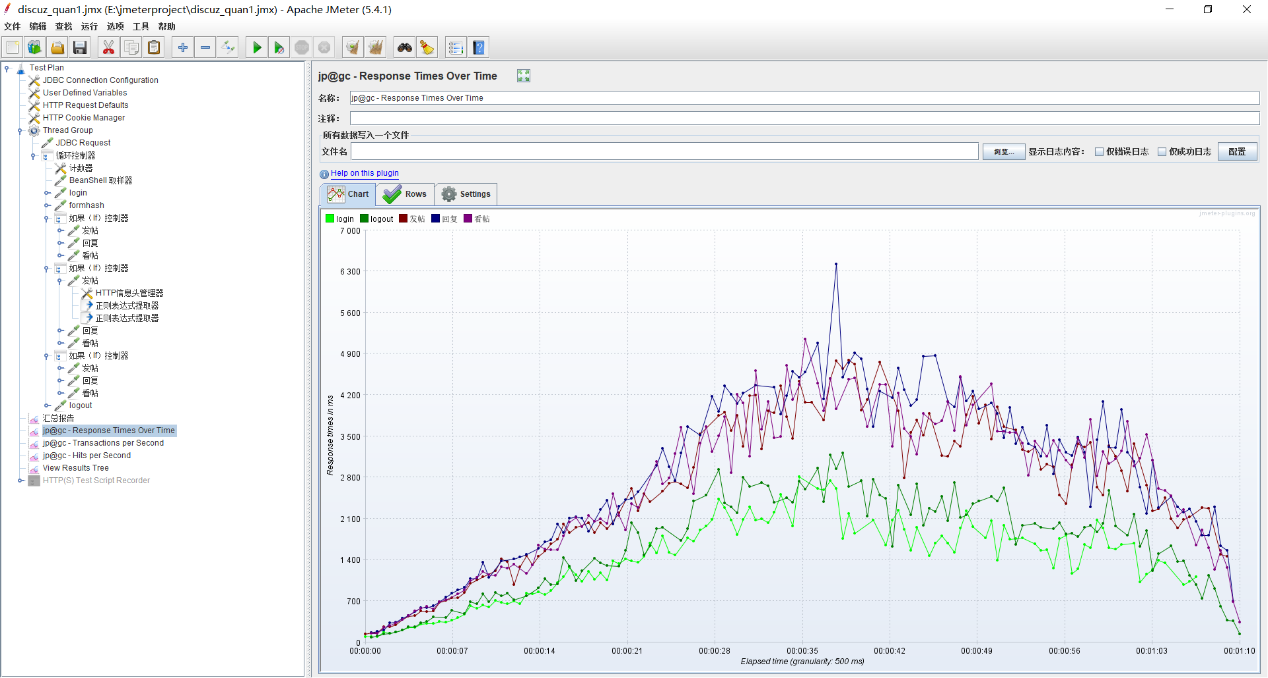 discuz_quan1.jmx (E:\jmeterproject\discuz_quan1.jmx) - Apache JMeter (5.4.1)
文件 编辑 查找 运行 选项 工具 帮助
Test Plan
JDBC Connection Configuration
User Defined Variables
HTTP Request Defaults
HTTP Cookie Manager
Thread Group
JDBC Request
循环控制器
计数器
BeanShell 取样器
login
formhash
如果（If）控制器
发帖
回复
看帖
如果（If）控制器
发帖
HTTP信息头管理器
正则表达式提取器
正则表达式提取器
回复
看帖
如果（If）控制器
发帖
回复
看帖
logout
汇总报告
jp@gc - Response Times Over Time
jp@gc - Transactions per Second
jp@gc - Hits per Second
View Results Tree
HTTP(S) Test Script Recorder
jp@gc - Response Times Over Time
名称： jp@gc - Response Times Over Time
注释：
所有数据写入一个文件
文件名 浏览... 显示日志内容： 仅错误日志 仅成功日志 配置
Help on this plugin
Chart Rows Settings
login logout 发帖 回复 看帖
jmeter-plugins.org
7 000
6 300
5 600
4 900
4 200
3 500
2 800
2 100
1 400
700
0
Response times in ms
00:00:00 00:00:07 00:00:14 00:00:21 00:00:28 00:00:35 00:00:42 00:00:49 00:00:56 00:01:03 00:01:10
Elapsed time (granularity: 500 ms)